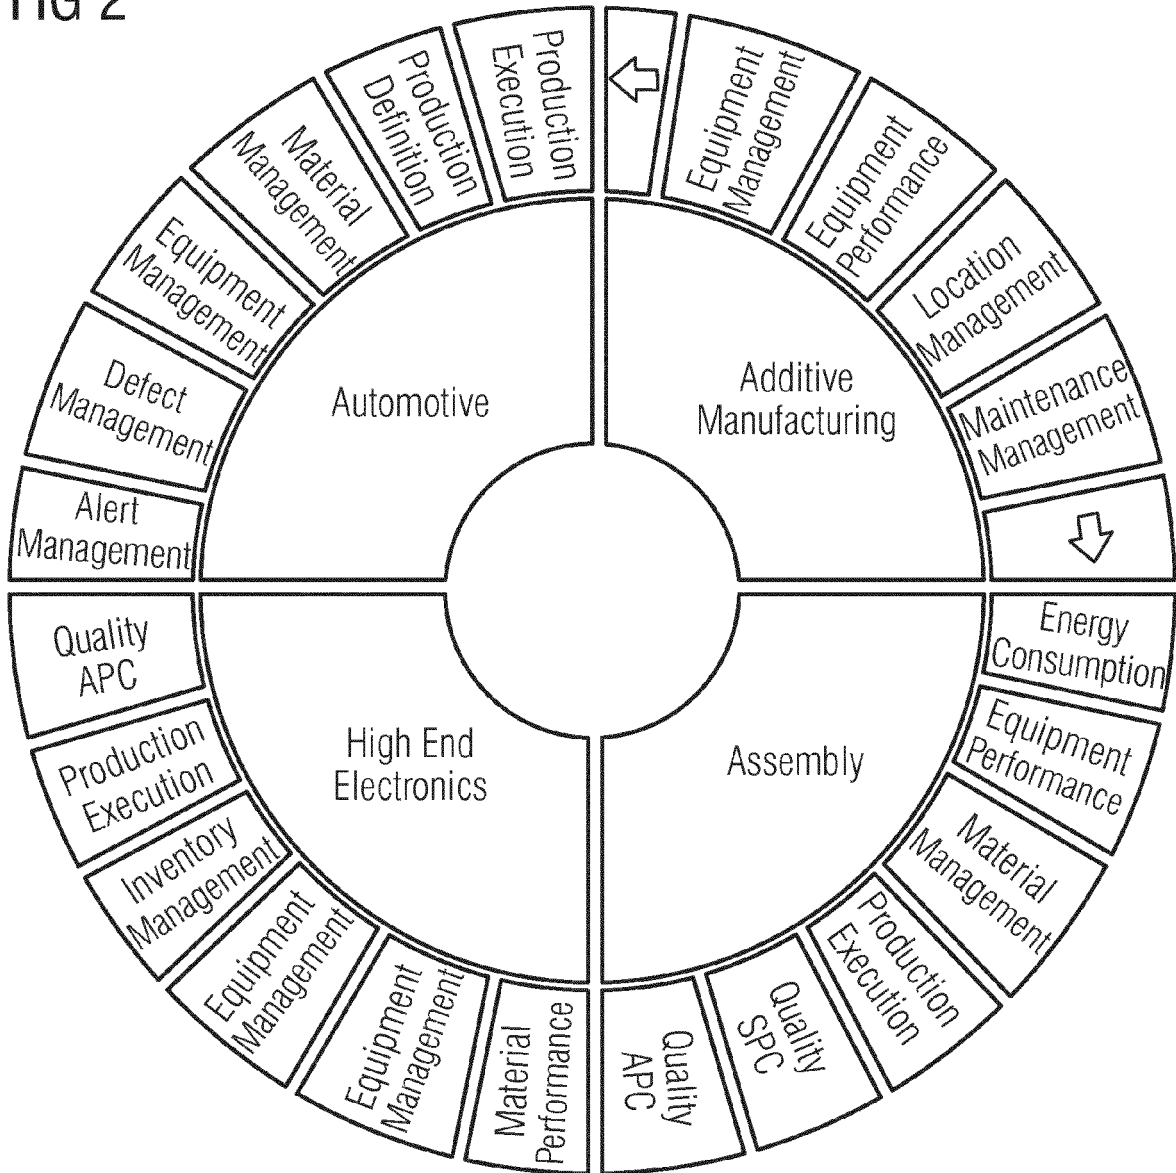 FIG 2
Production
Execution
Production
Definition
Material
Management
Equipment
Management
Defect
Management
Alert
Management
Automotive
Equipment
Management
Equipment
Performance
Location
Management
Maintenance
Management
Additive
Manufacturing
Quality
APC
Production
Execution
Inventory
Management
Equipment
Management
Equipment
Management
Material
Performance
High End
Electronics
Energy
Consumption
Equipment
Performance
Material
Management
Production
Execution
Quality
SPC
Quality
APC
Assembly